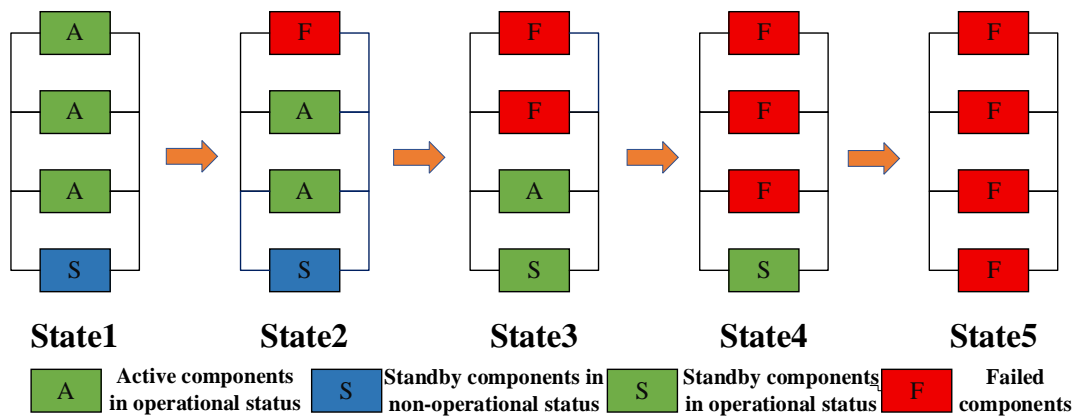 A F F F F
A A F F F
A A A F F
S S S S F
State1 State2 State3 State4 State5
A Active components in operational status
S Standby components in non-operational status
S Standby components in operational status
F Failed components